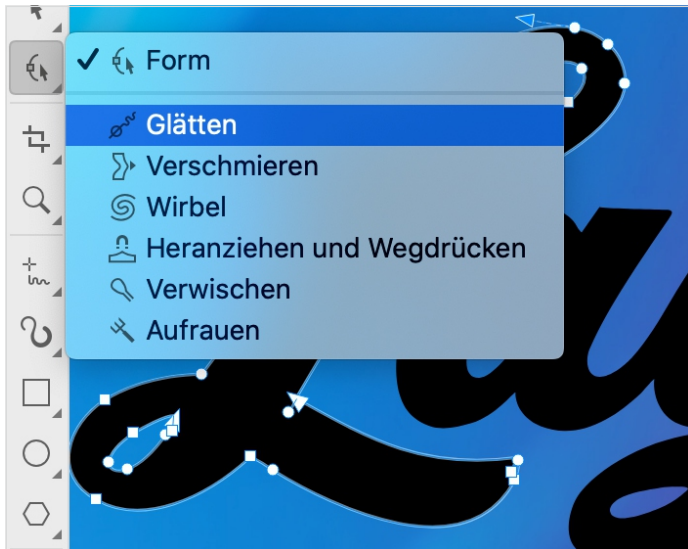 Form
Glätten
Verschmieren
Wirbel
Heranziehen und Wegdrücken
Verwischen
Aufrauen